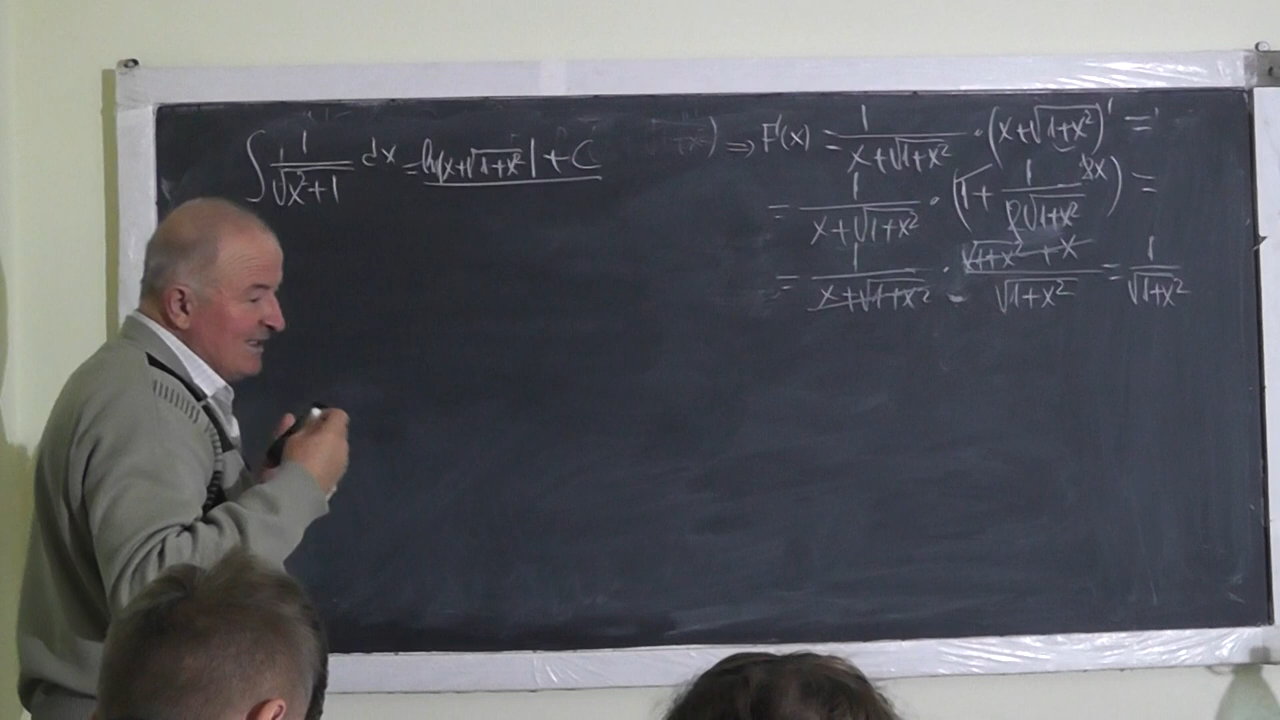 ∫ 1/√(x²+1) dx = ln|x+√(1+x²)| + C
⇒ F'(x) = 1/(x+√(1+x²)) · (x+√(1+x²))' =
= 1/(x+√(1+x²)) · (1 + 1/(2√(1+x²)) 2x) =
= 1/(x+√(1+x²)) · (√(1+x²) + x)/√(1+x²) = 1/√(1+x²)